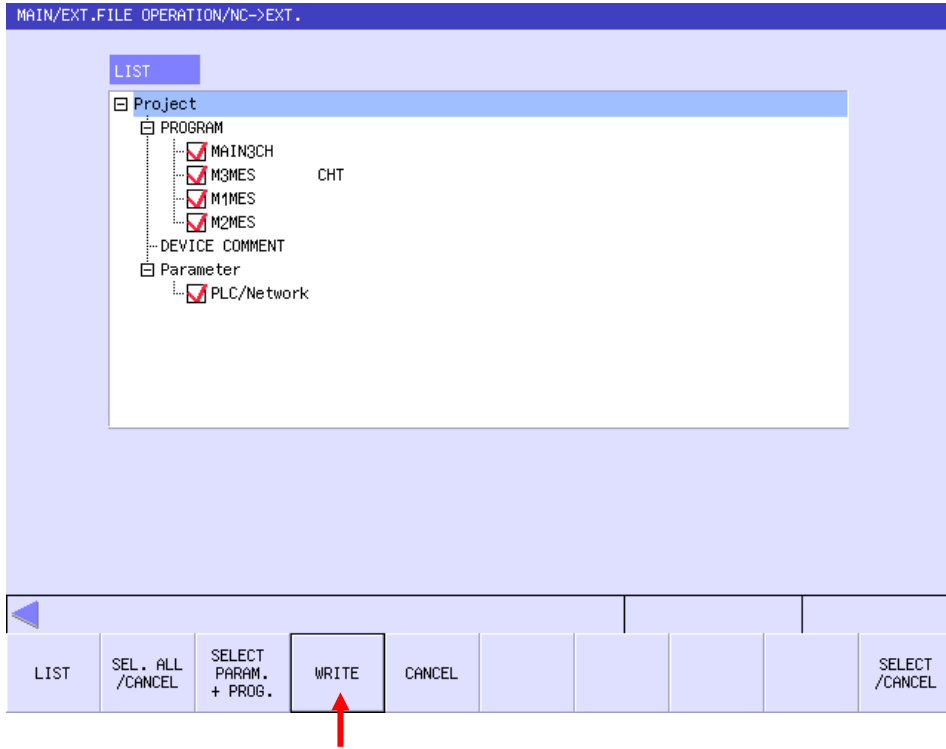 MAIN/EXT.FILE OPERATION/NC->EXT.
LIST
Project
PROGRAM
MAIN3CH
M3MES CHT
M1MES
M2MES
DEVICE COMMENT
Parameter
PLC/Network
LIST
SEL. ALL
/CANCEL
SELECT
PARAM.
+ PROG.
WRITE
CANCEL
SELECT
/CANCEL